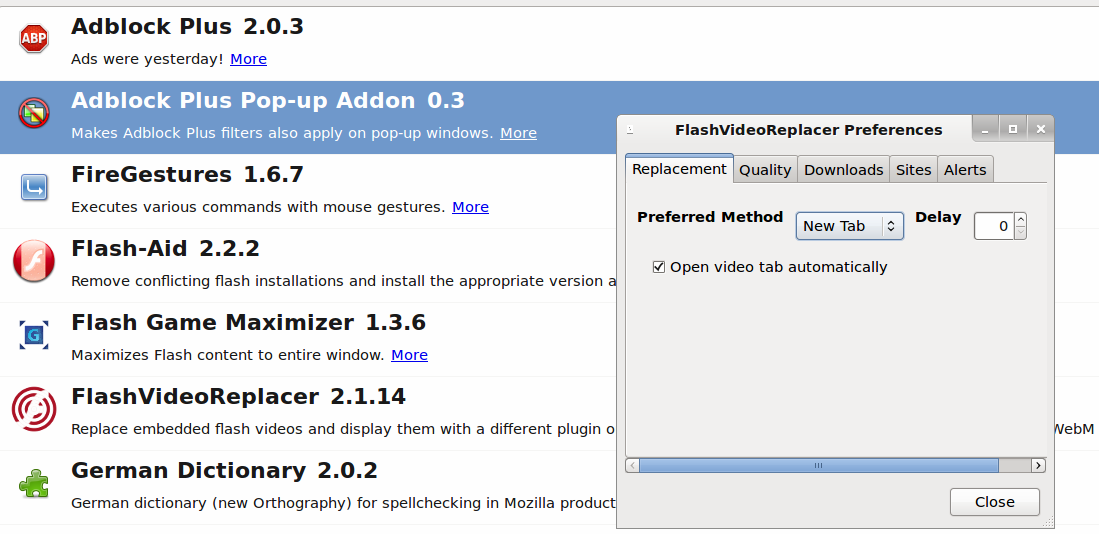 ABP
Adblock Plus 2.0.3
Ads were yesterday! More
Adblock Plus Pop-up Addon 0.3
Makes Adblock Plus filters also apply on pop-up windows. More
FireGestures 1.6.7
Executes various commands with mouse gestures. More
Flash-Aid 2.2.2
Remove conflicting flash installations and install the appropriate version a
G
Flash Game Maximizer 1.3.6
Maximizes Flash content to entire window. More
FlashVideoReplacer 2.1.14
Replace embedded flash videos and display them with a different plugin o
WebM
German Dictionary 2.0.2
German dictionary (new Orthography) for spellchecking in Mozilla product
FlashVideoReplacer Preferences
Replacement Quality Downloads Sites Alerts
Preferred Method New Tab Delay 0
Open video tab automatically
Close